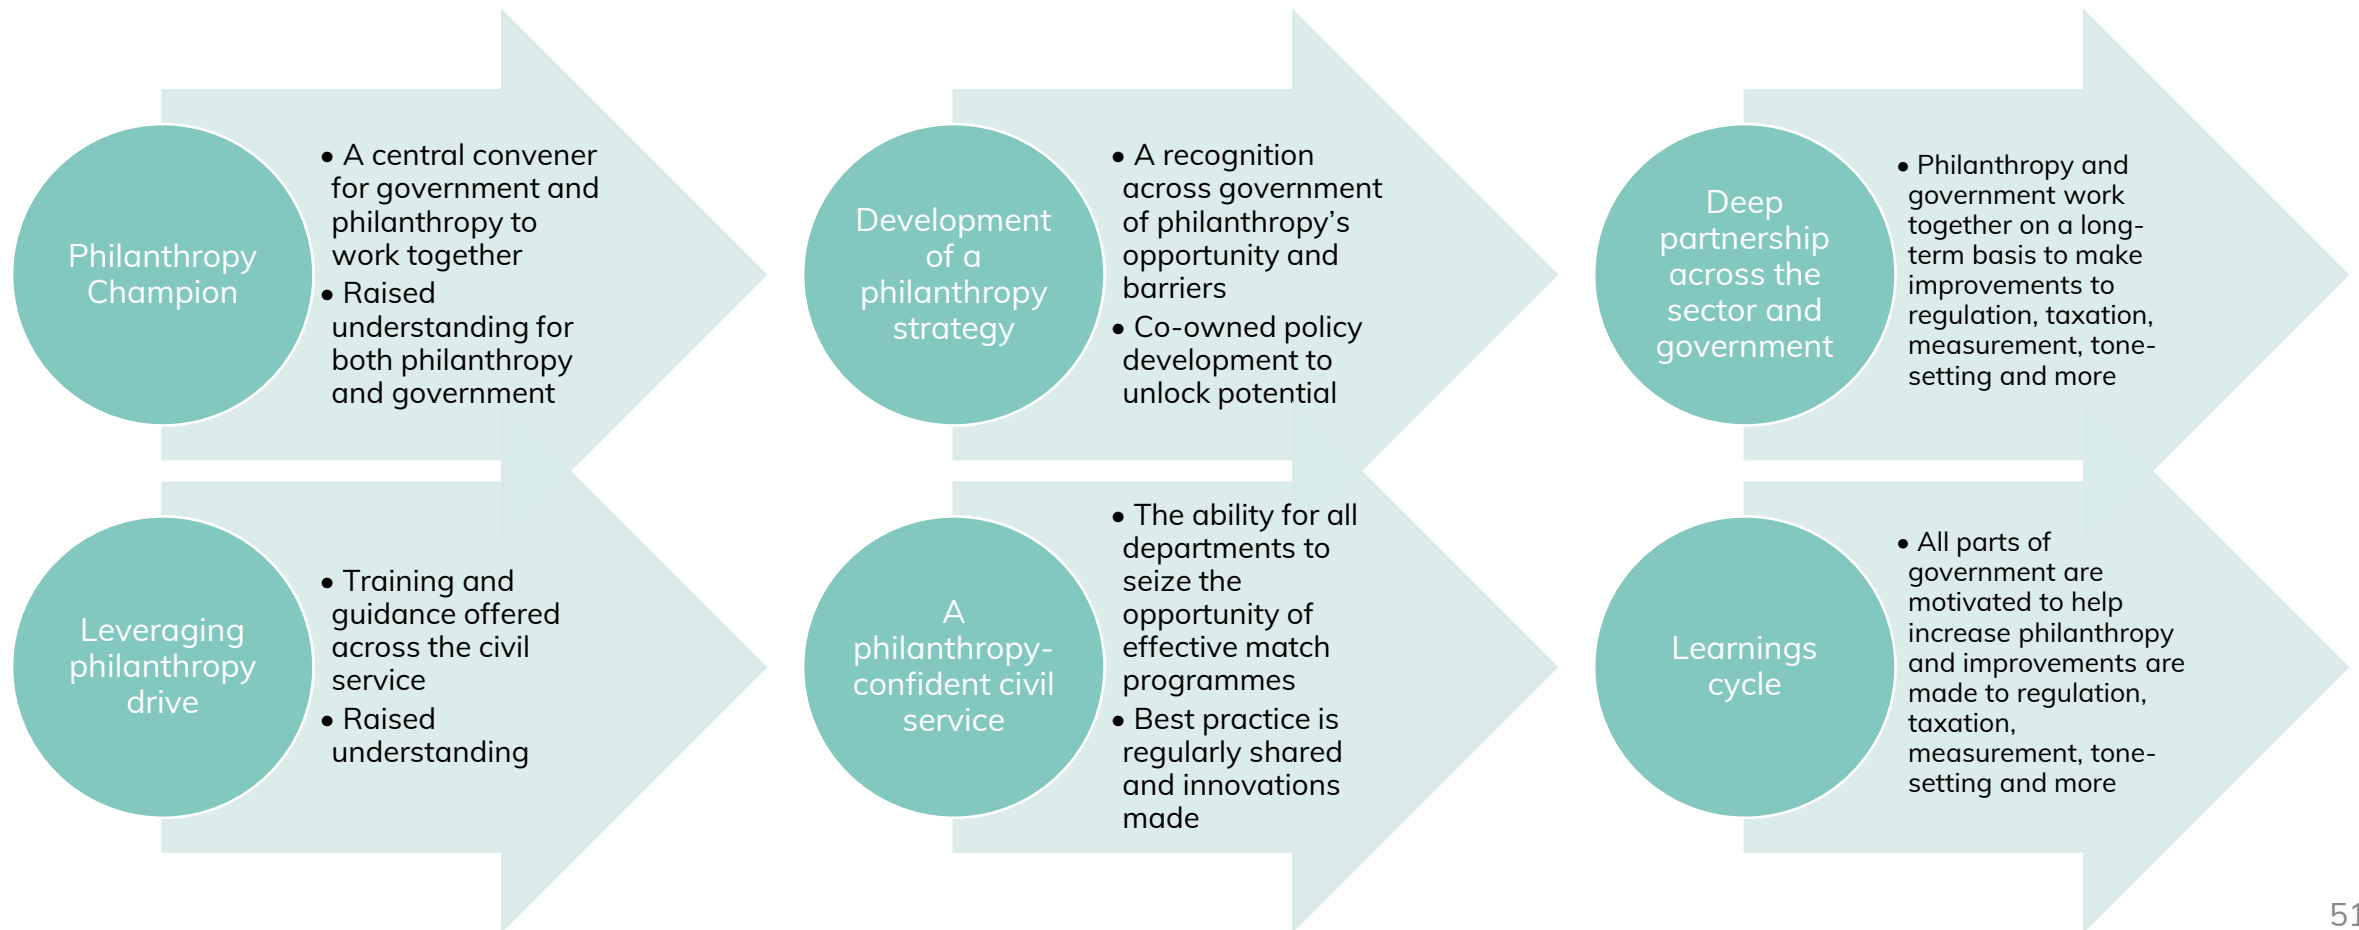 Philanthropy
Champion
• A central convener
for government and
philanthropy to
work together
• Raised
understanding for
both philanthropy
and government
Development
of a
philanthropy
strategy
• A recognition
across government
of philanthropy’s
opportunity and
barriers
• Co-owned policy
development to
unlock potential
Deep
partnership
across the
sector and
government
• Philanthropy and
government work
together on a long-
term basis to make
improvements to
regulation, taxation,
measurement, tone-
setting and more
Leveraging
philanthropy
drive
• Training and
guidance offered
across the civil
service
• Raised
understanding
A
philanthropy-
confident civil
service
• The ability for all
departments to
seize the
opportunity of
effective match
programmes
• Best practice is
regularly shared
and innovations
made
Learnings
cycle
• All parts of
government are
motivated to help
increase philanthropy
and improvements are
made to regulation,
taxation,
measurement, tone-
setting and more
51